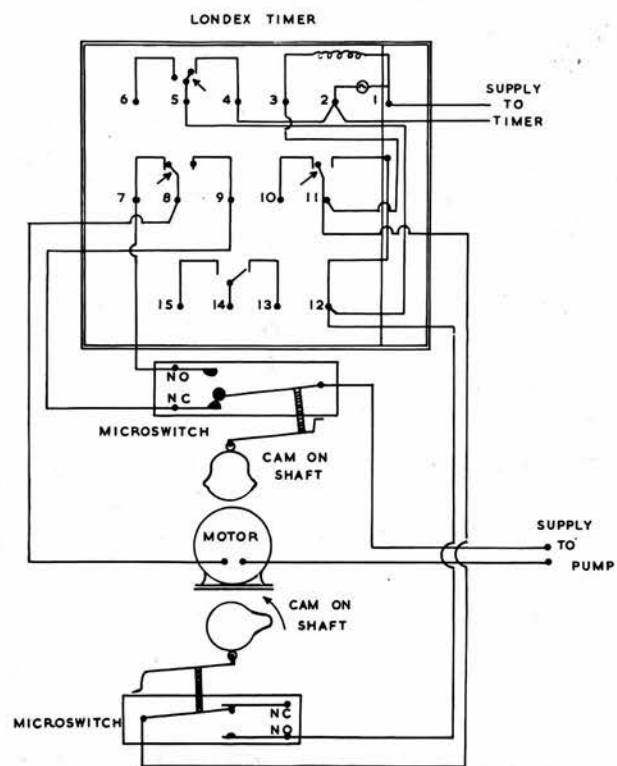 LONDEX TIMER
6 5 4 3 2 1
SUPPLY
TO
TIMER
7 8 9 10 11
15 14 13 12
NO
NC
MICROSWITCH
CAM ON
SHAFT
MOTOR
SUPPLY
TO
PUMP
CAM ON
SHAFT
MICROSWITCH
NC
NO